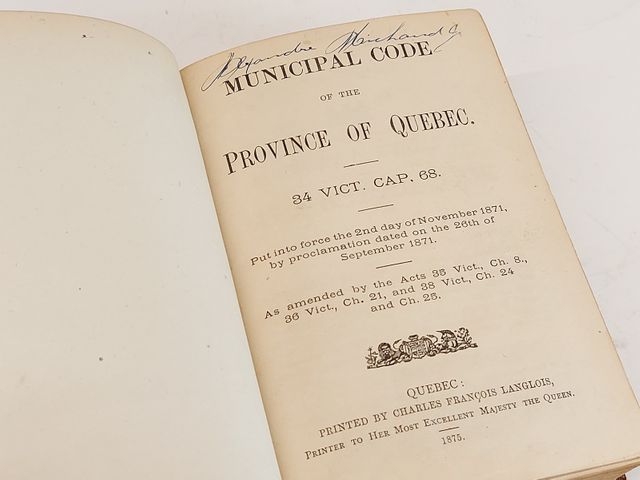 Alexandre Michaud
MUNICIPAL CODE
OF THE
PROVINCE OF QUEBEC.
34 VICT. CAP. 68.
Put into force the 2nd day of November 1871,
by proclamation dated on the 26th of
September 1871.
As amended by the Acts 35 Vict., Ch. 8.,
36 Vict., Ch. 21, and 38 Vict., Ch. 24
and Ch. 25.
QUEBEC:
PRINTED BY CHARLES FRANÇOIS LANGLOIS,
PRINTER TO HER MOST EXCELLENT MAJESTY THE QUEEN.
1875.